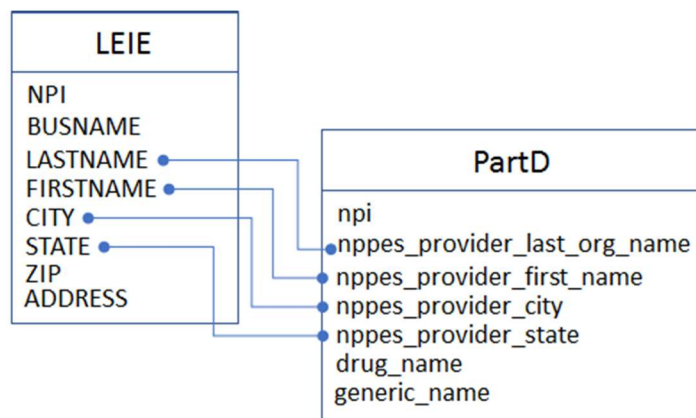 LEIE
NPI
BUSNAME
LASTNAME
FIRSTNAME
CITY
STATE
ZIP
ADDRESS
PartD
npi
nppes_provider_last_org_name
nppes_provider_first_name
nppes_provider_city
nppes_provider_state
drug_name
generic_name